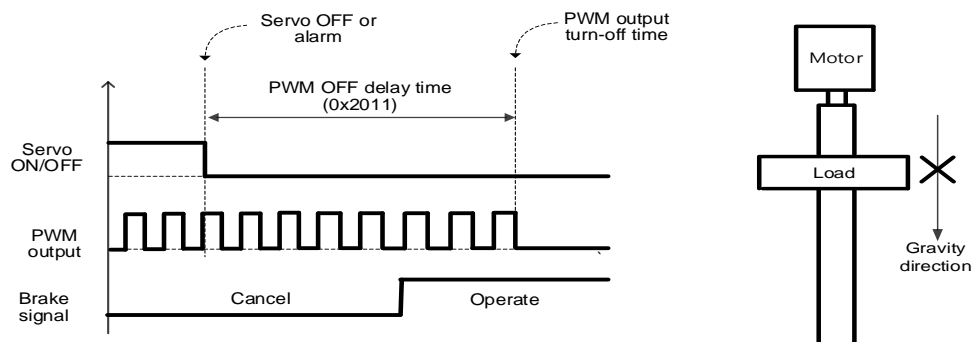 Servo OFF or
alarm
PWM output
turn-off time
PWM OFF delay time
(0x2011)
Servo
ON/OFF
PWM
output
Brake
signal
Cancel
Operate
Motor
Load
Gravity
direction